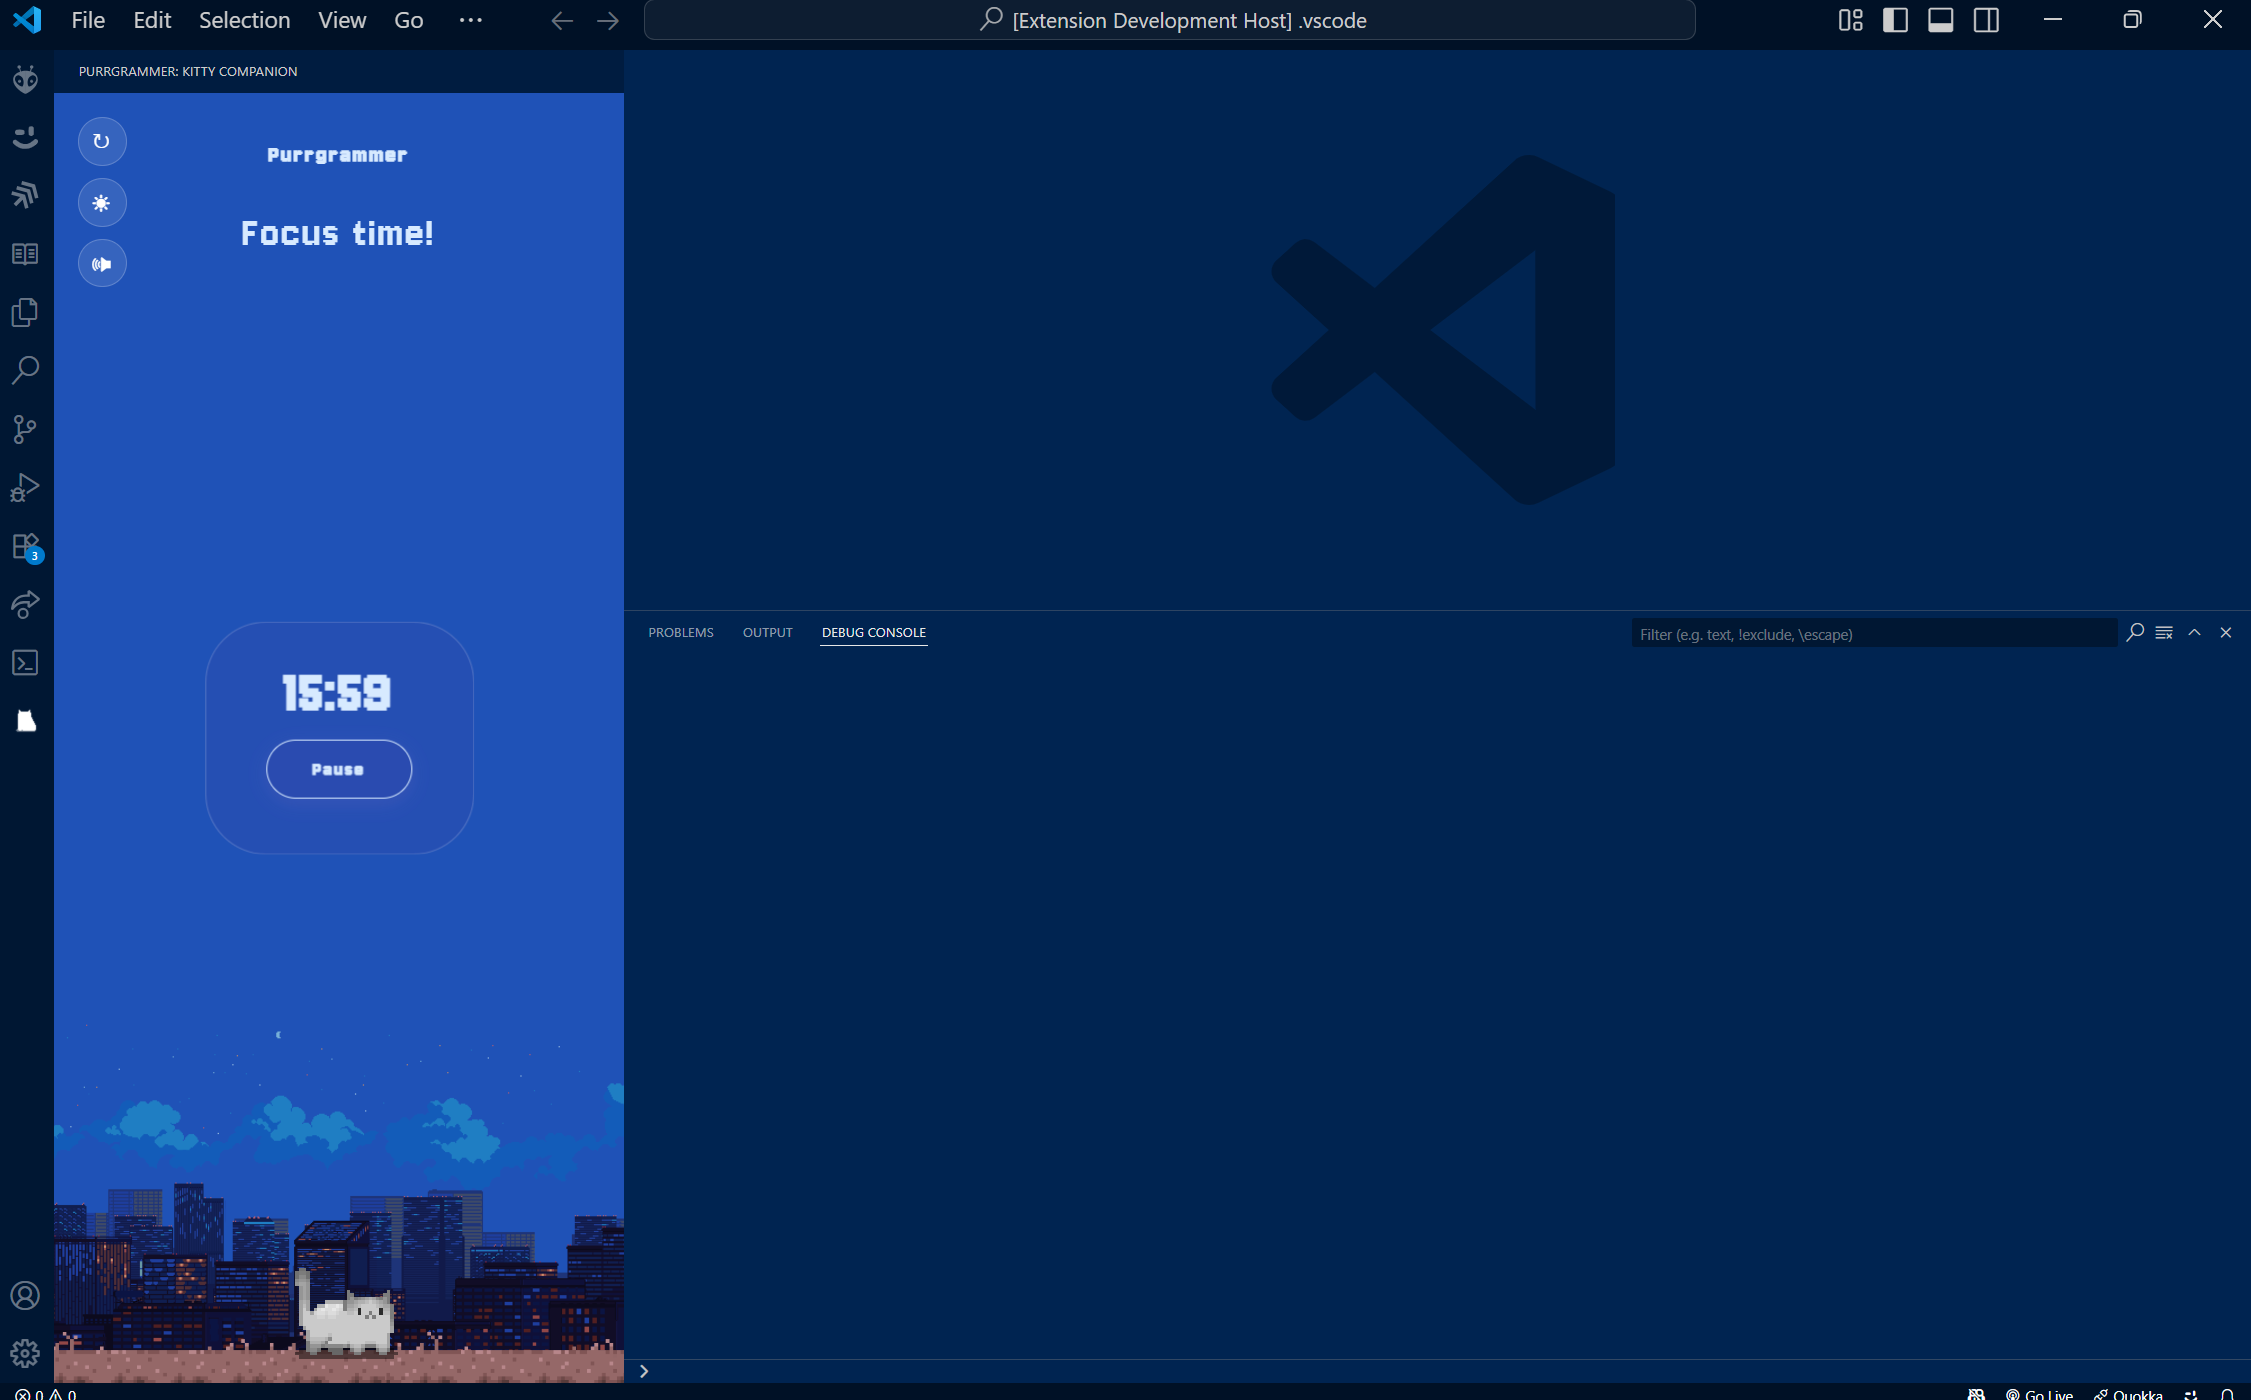 File Edit Selection View Go ...
[Extension Development Host] .vscode
PURRGRAMMER: KITTY COMPANION
Purrgrammer
Focus time!
15:59
Pause
3
PROBLEMS OUTPUT DEBUG CONSOLE
Filter (e.g. text, !exclude, \escape)
0 0
Go Live Quokka